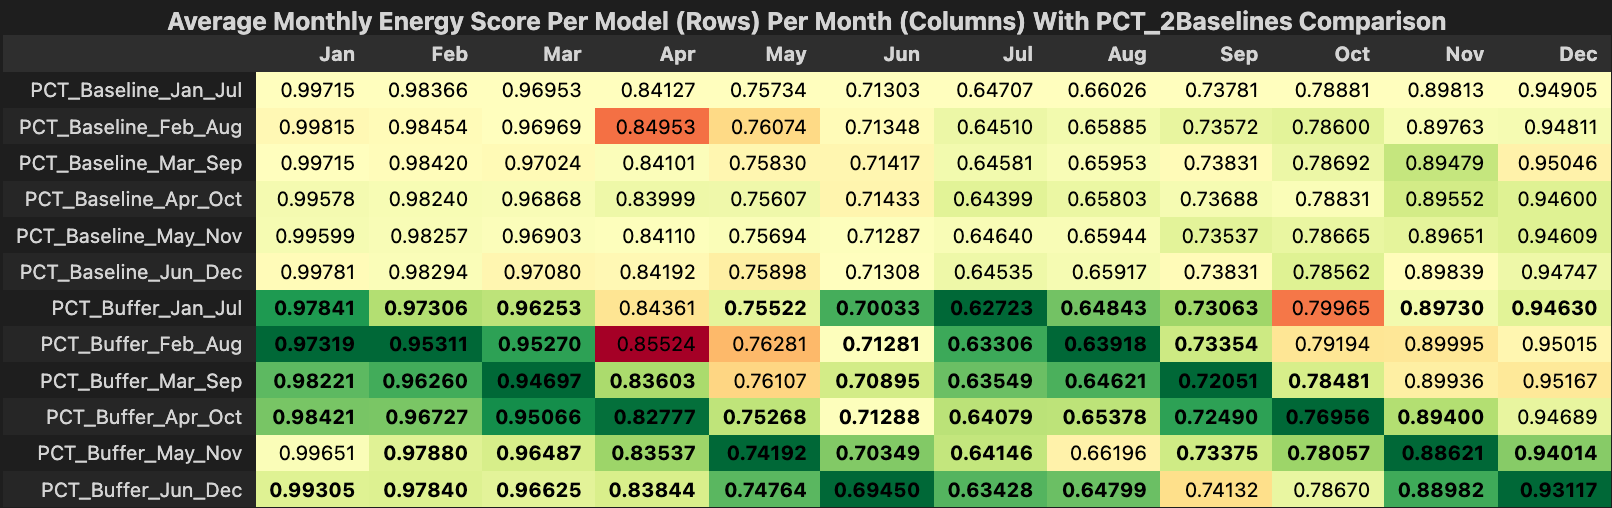 Average Monthly Energy Score Per Model (Rows) Per Month (Columns) With PCT_2Baselines Comparison
Jan Feb Mar Apr May Jun Jul Aug Sep Oct Nov Dec
PCT_Baseline_Jan_Jul 0.99715 0.98366 0.96953 0.84127 0.75734 0.71303 0.64707 0.66026 0.73781 0.78881 0.89813 0.94905
PCT_Baseline_Feb_Aug 0.99815 0.98454 0.96969 0.84953 0.76074 0.71348 0.64510 0.65885 0.73572 0.78600 0.89763 0.94811
PCT_Baseline_Mar_Sep 0.99715 0.98420 0.97024 0.84101 0.75830 0.71417 0.64581 0.65953 0.73831 0.78692 0.89479 0.95046
PCT_Baseline_Apr_Oct 0.99578 0.98240 0.96868 0.83999 0.75607 0.71433 0.64399 0.65803 0.73688 0.78831 0.89552 0.94600
PCT_Baseline_May_Nov 0.99599 0.98257 0.96903 0.84110 0.75694 0.71287 0.64640 0.65944 0.73537 0.78665 0.89651 0.94609
PCT_Baseline_Jun_Dec 0.99781 0.98294 0.97080 0.84192 0.75898 0.71308 0.64535 0.65917 0.73831 0.78562 0.89839 0.94747
PCT_Buffer_Jan_Jul 0.97841 0.97306 0.96253 0.84361 0.75522 0.70033 0.62723 0.64843 0.73063 0.79965 0.89730 0.94630
PCT_Buffer_Feb_Aug 0.97319 0.95311 0.95270 0.85524 0.76281 0.71281 0.63306 0.63918 0.73354 0.79194 0.89995 0.95015
PCT_Buffer_Mar_Sep 0.98221 0.96260 0.94697 0.83603 0.76107 0.70895 0.63549 0.64621 0.72051 0.78481 0.89936 0.95167
PCT_Buffer_Apr_Oct 0.98421 0.96727 0.95066 0.82777 0.75268 0.71288 0.64079 0.65378 0.72490 0.76956 0.89400 0.94689
PCT_Buffer_May_Nov 0.99651 0.97880 0.96487 0.83537 0.74192 0.70349 0.64146 0.66196 0.73375 0.78057 0.88621 0.94014
PCT_Buffer_Jun_Dec 0.99305 0.97840 0.96625 0.83844 0.74764 0.69450 0.63428 0.64799 0.74132 0.78670 0.88982 0.93117